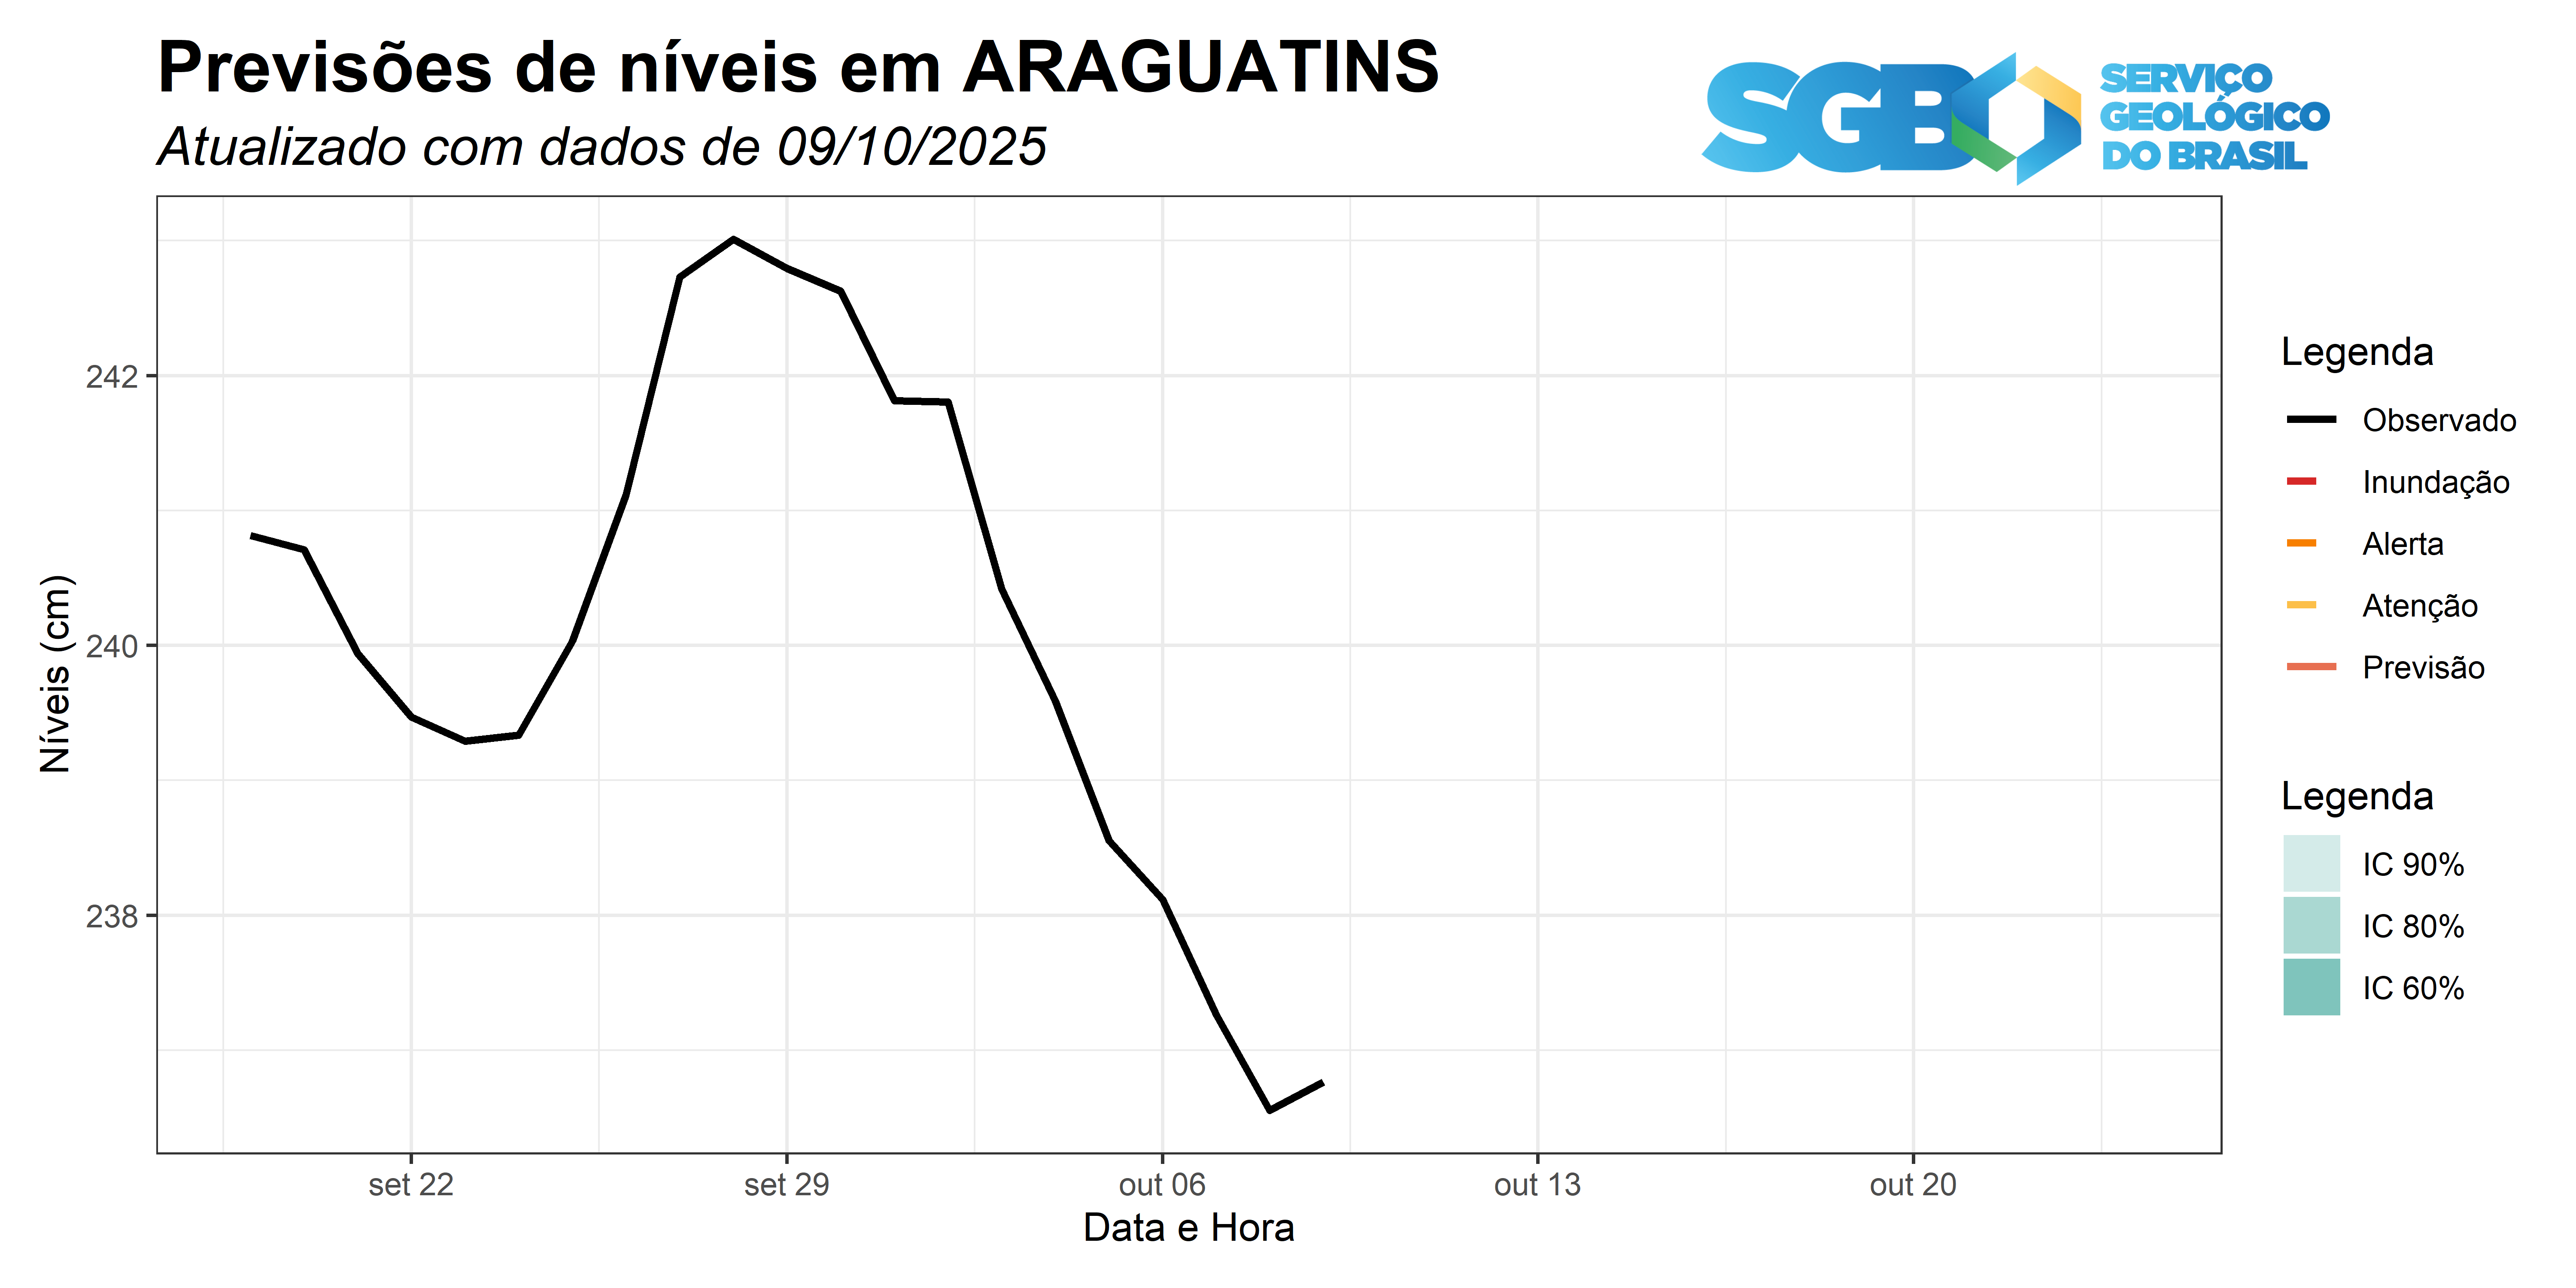 Previsões de níveis em ARAGUATINS
Atualizado com dados de 09/10/2025
SGB
SERVIÇO
GEOLÓGICO
DO BRASIL
Níveis (cm)
242
240
238
set 22
set 29
out 06
out 13
out 20
Data e Hora
Legenda
Observado
Inundação
Alerta
Atenção
Previsão
Legenda
IC 90%
IC 80%
IC 60%